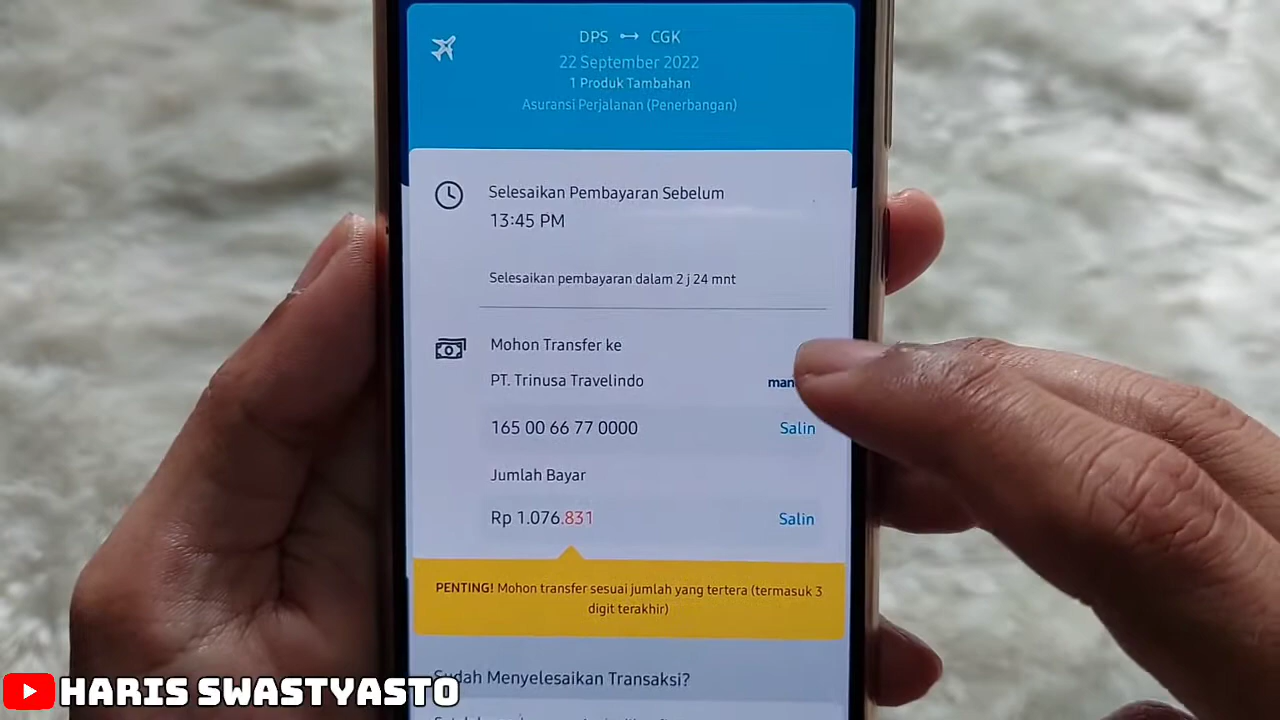 DPS ↔ CGK
22 September 2022
1 Produk Tambahan
Asuransi Perjalanan (Penerbangan)
Selesaikan Pembayaran Sebelum
13:45 PM
Selesaikan pembayaran dalam 2 j 24 mnt
Mohon Transfer ke
PT. Trinusa Travelindo
165 00 66 77 0000 Salin
Jumlah Bayar
Rp 1.076.831 Salin
PENTING! Mohon transfer sesuai jumlah yang tertera (termasuk 3
digit terakhir)
Sudah Menyelesaikan Transaksi?
HARIS SWASTYASTO